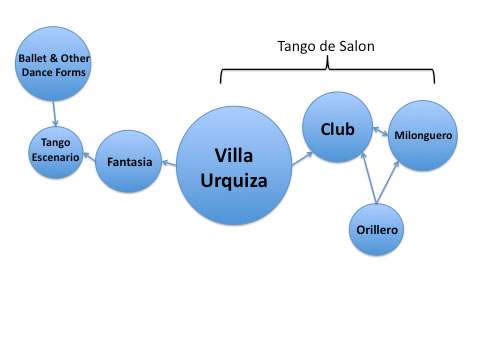 Tango de Salon
Ballet & Other
Dance Forms
Tango
Escenario
Fantasia
Villa
Urquiza
Club
Milonguero
Orillero